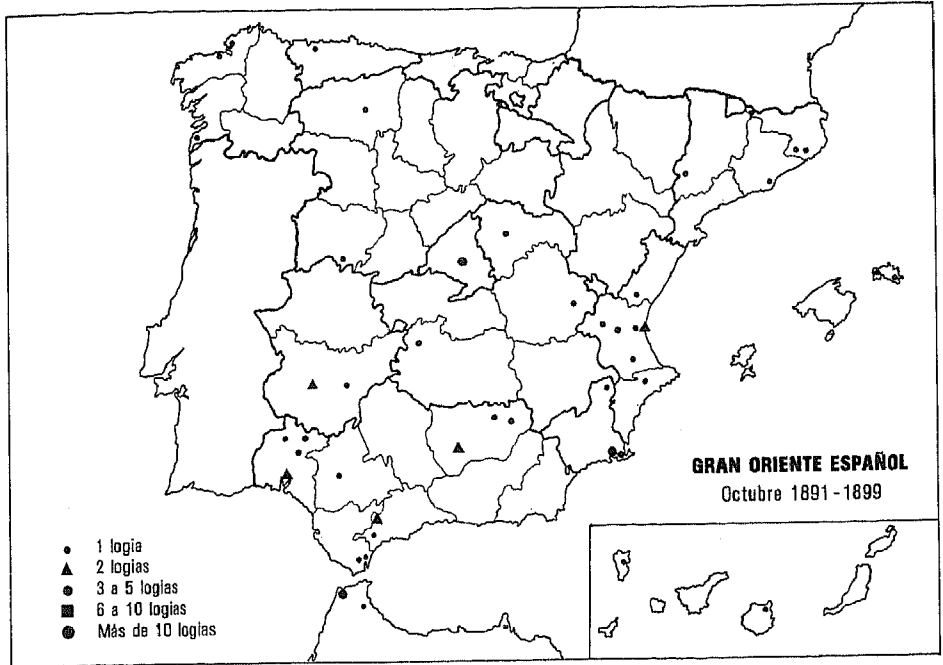 GRAN ORIENTE ESPAÑOL
Octubre 1891-1899
1 logia
2 logias
3 a 5 logias
6 a 10 logias
Más de 10 logias